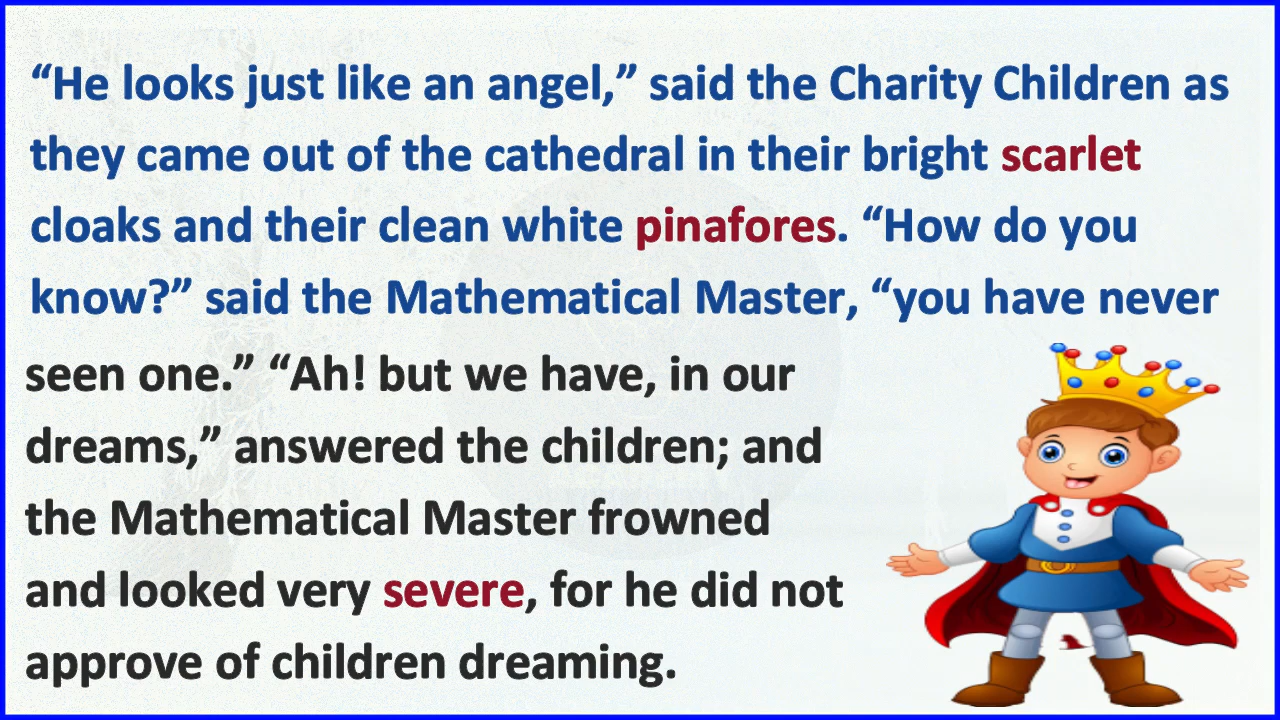 “He looks just like an angel,” said the Charity Children as
they came out of the cathedral in their bright scarlet
cloaks and their clean white pinafores. “How do you
know?” said the Mathematical Master, “you have never
seen one.” “Ah! but we have, in our
dreams,” answered the children; and
the Mathematical Master frowned
and looked very severe, for he did not
approve of children dreaming.